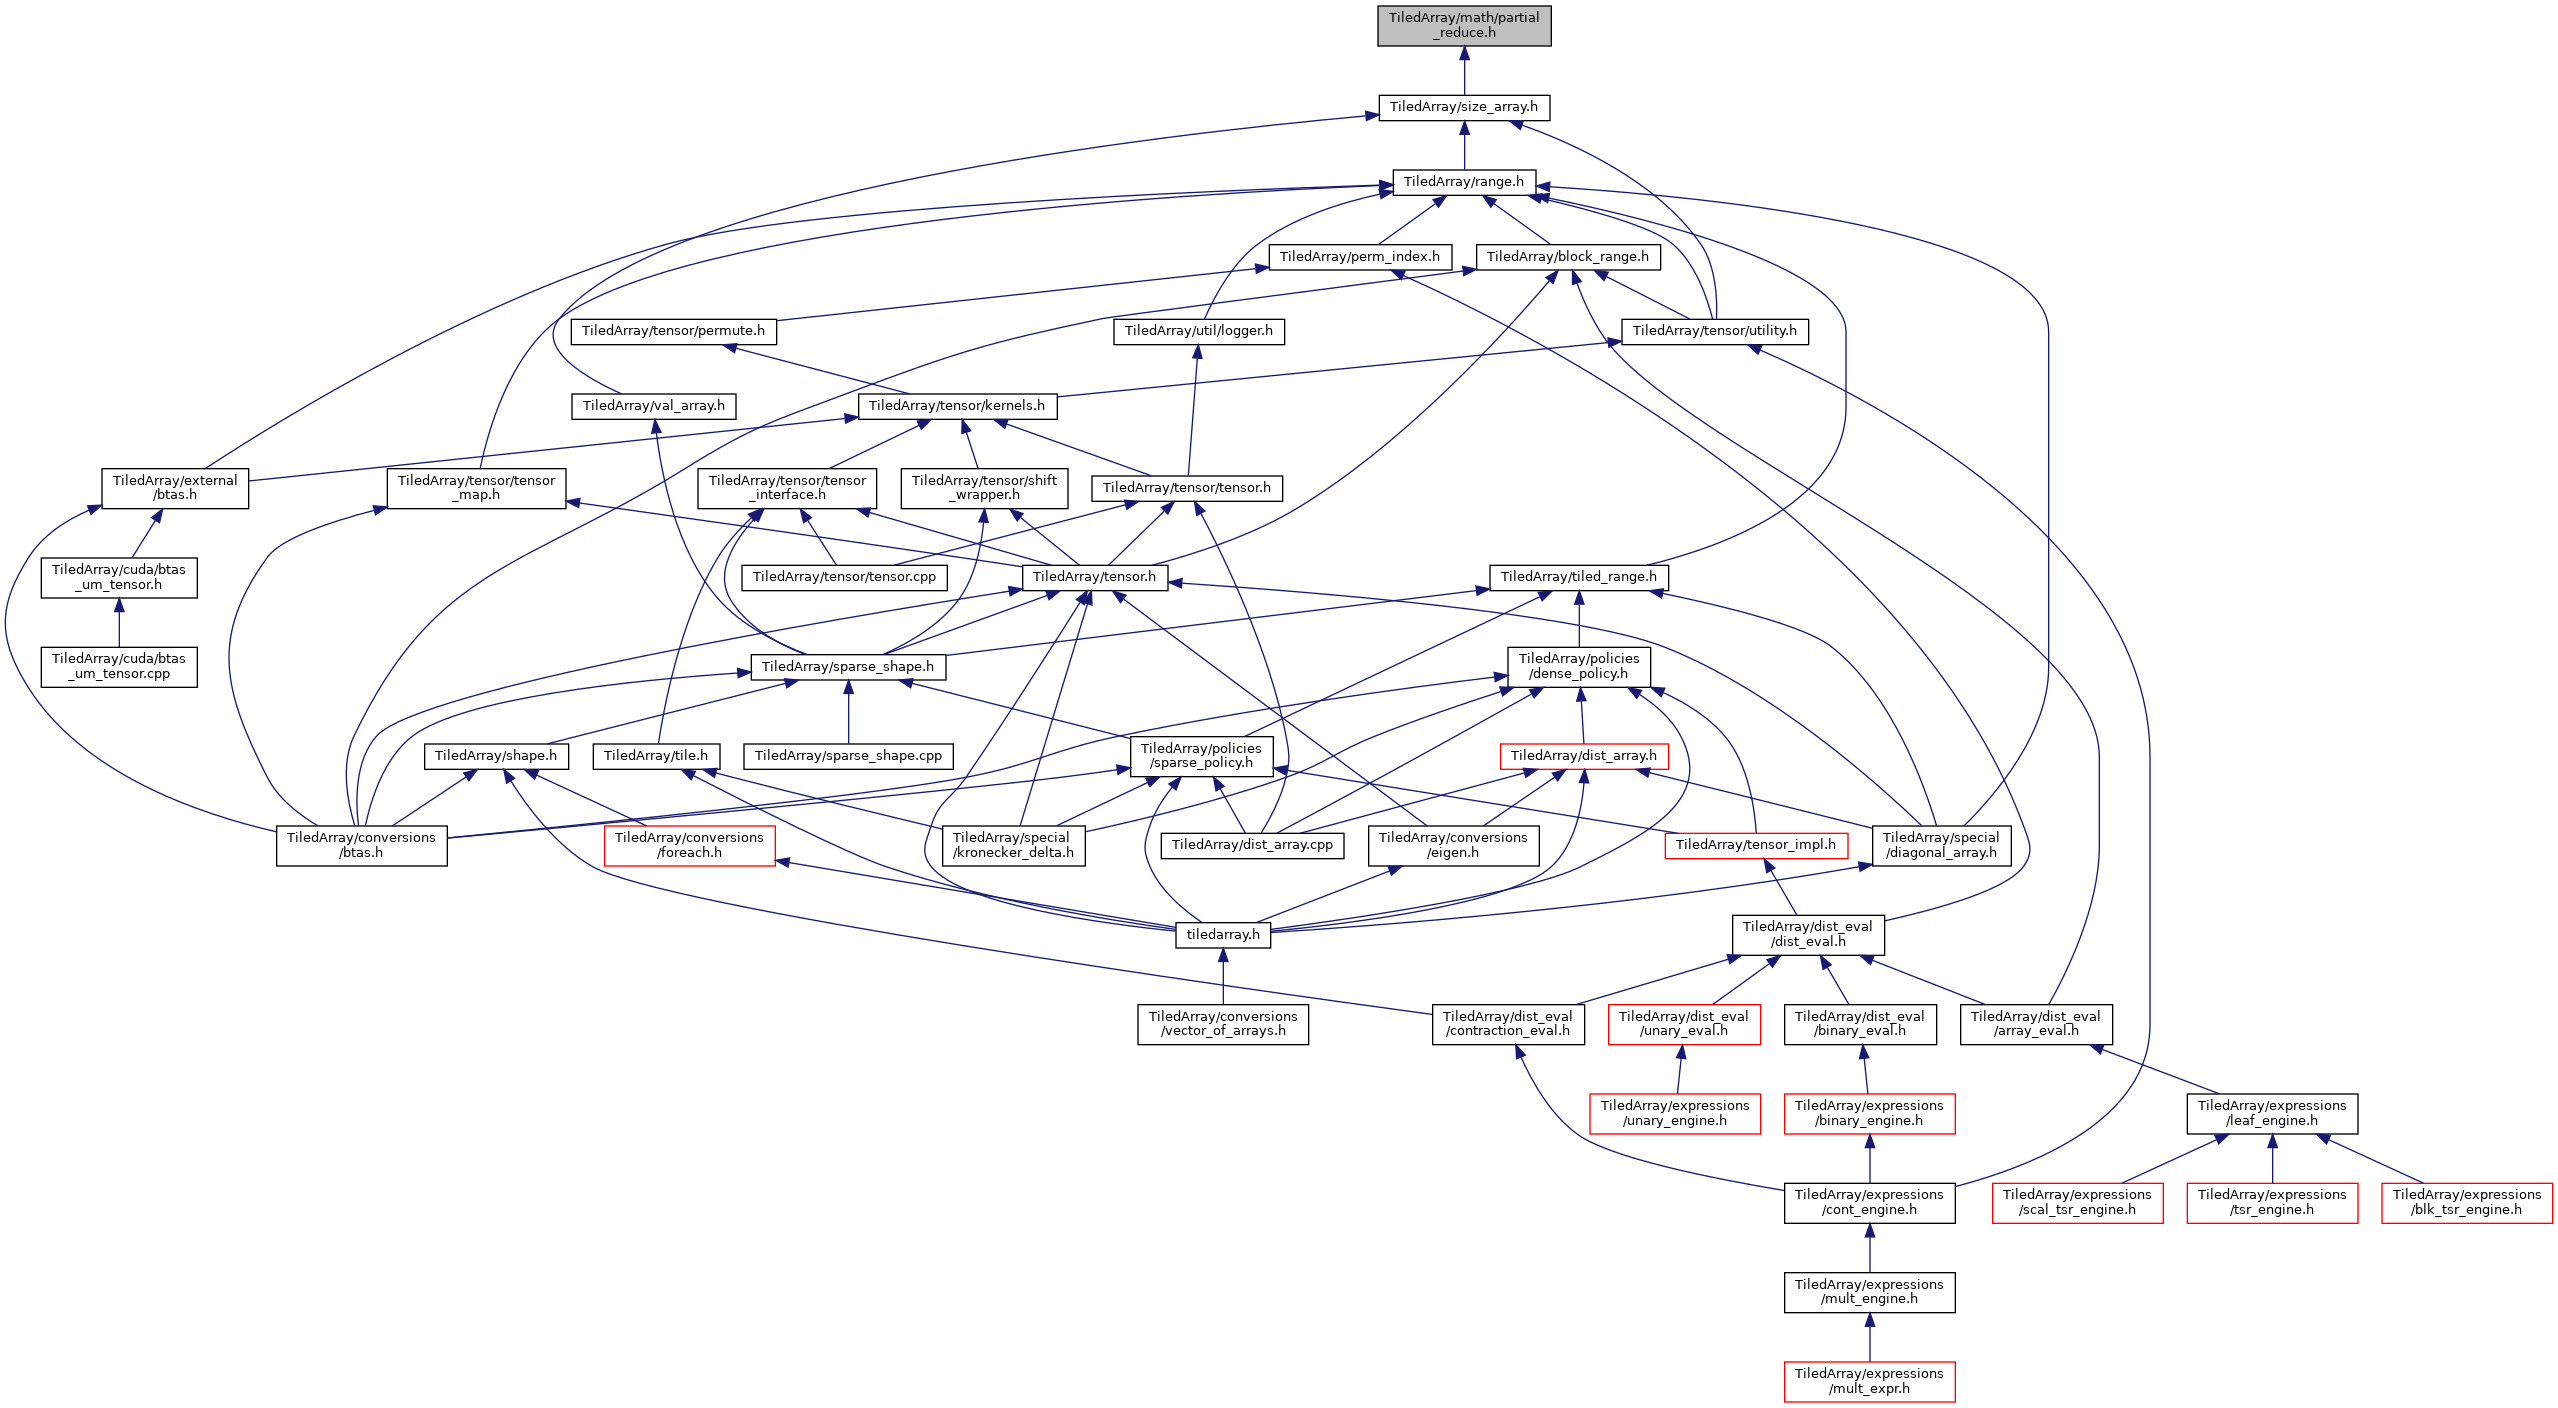 TiledArray/math/partial
_reduce.h
TiledArray/size_array.h
TiledArray/range.h
TiledArray/perm_index.h
TiledArray/block_range.h
TiledArray/tensor/permute.h
TiledArray/util/logger.h
TiledArray/tensor/utility.h
TiledArray/val_array.h
TiledArray/tensor/kernels.h
TiledArray/external
/btas.h
TiledArray/tensor/tensor
_map.h
TiledArray/tensor/tensor
_interface.h
TiledArray/tensor/shift
_wrapper.h
TiledArray/tensor/tensor.h
TiledArray/cuda/btas
_um_tensor.h
TiledArray/tensor/tensor.cpp
TiledArray/tensor.h
TiledArray/tiled_range.h
TiledArray/cuda/btas
_um_tensor.cpp
TiledArray/sparse_shape.h
TiledArray/policies
/dense_policy.h
TiledArray/shape.h
TiledArray/tile.h
TiledArray/sparse_shape.cpp
TiledArray/policies
/sparse_policy.h
TiledArray/dist_array.h
TiledArray/conversions
/btas.h
TiledArray/conversions
/foreach.h
TiledArray/special
/kronecker_delta.h
TiledArray/dist_array.cpp
TiledArray/conversions
/eigen.h
TiledArray/tensor_impl.h
TiledArray/special
/diagonal_array.h
tiledarray.h
TiledArray/dist_eval
/dist_eval.h
TiledArray/conversions
/vector_of_arrays.h
TiledArray/dist_eval
/contraction_eval.h
TiledArray/dist_eval
/unary_eval.h
TiledArray/dist_eval
/binary_eval.h
TiledArray/dist_eval
/array_eval.h
TiledArray/expressions
/unary_engine.h
TiledArray/expressions
/binary_engine.h
TiledArray/expressions
/leaf_engine.h
TiledArray/expressions
/cont_engine.h
TiledArray/expressions
/scal_tsr_engine.h
TiledArray/expressions
/tsr_engine.h
TiledArray/expressions
/blk_tsr_engine.h
TiledArray/expressions
/mult_engine.h
TiledArray/expressions
/mult_expr.h